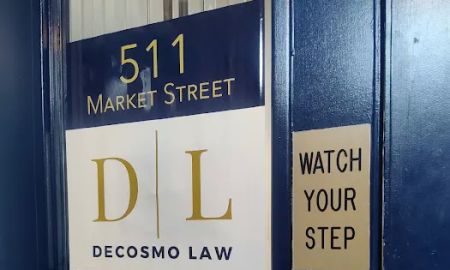 511
MARKET STREET
D | L
DECOSMO LAW
WATCH
YOUR
STEP